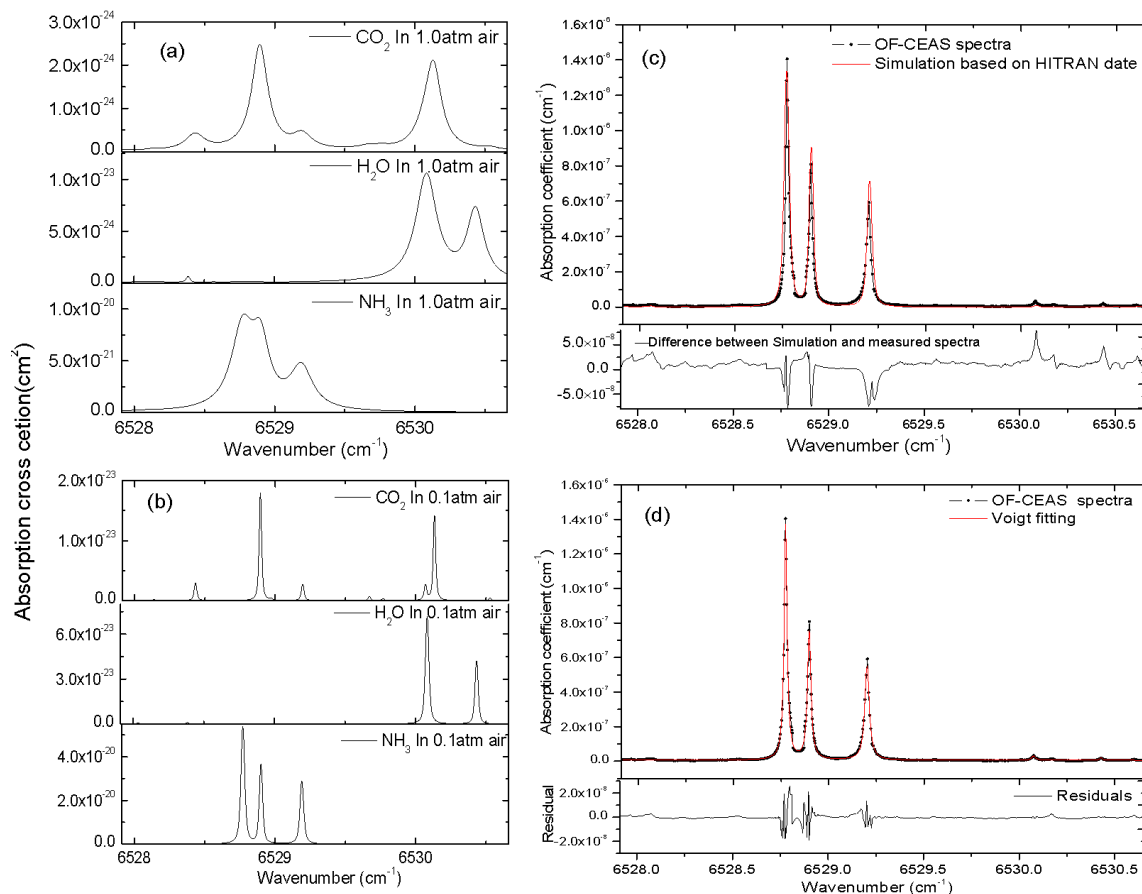 Absorption cross cetion(cm2)
(a)
3.0x10-24
2.0x10-24
1.0x10-24
0.0
CO2 In 1.0atm air
1.0x10-23
5.0x10-24
0.0
H2O In 1.0atm air
1.0x10-20
5.0x10-21
0.0
NH3 In 1.0atm air
6528 6529 6530
Wavenumber (cm-1)
(b)
2.0x10-23
1.0x10-23
0.0
CO2 In 0.1atm air
6.0x10-23
3.0x10-23
0.0
H2O In 0.1atm air
4.0x10-20
2.0x10-20
0.0
NH3 In 0.1atm air
6528 6529 6530
Wavenumber (cm-1)
(c)
OF-CEAS spectra
Simulation based on HITRAN date
Absorption coefficient (cm-1)
1.6x10-6
1.4x10-6
1.2x10-6
1.0x10-6
8.0x10-7
6.0x10-7
4.0x10-7
2.0x10-7
0.0
Difference between Simulation and measured spectra
5.0×10-8
0.0
-5.0x10-8
6528.0 6528.5 6529.0 6529.5 6530.0 6530.5
Wavenumber (cm-1)
(d)
OF-CEAS spectra
Voigt fitting
Absorption coefficient (cm-1)
1.6x10-6
1.4x10-6
1.2x10-6
1.0x10-6
8.0x10-7
6.0x10-7
4.0x10-7
2.0x10-7
0.0
Residuals
Residual
2.0x10-8
0.0
-2.0x10-8
6528.0 6528.5 6529.0 6529.5 6530.0 6530.5
Wavenumber (cm-1)